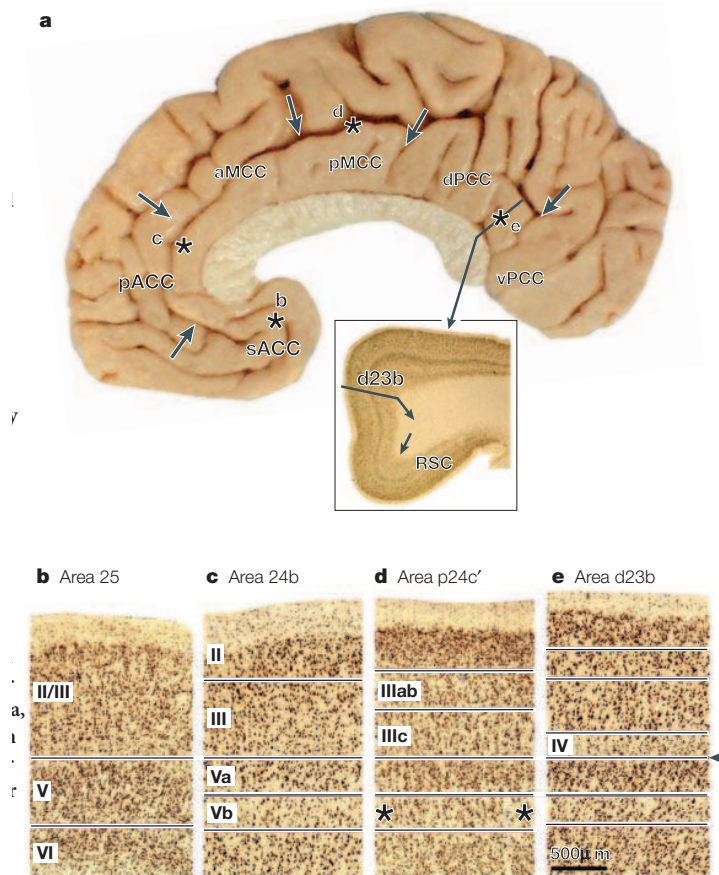 a
d
aMCC
pMCC
dPCC
c
e
pACC
b
vPCC
sACC
d23b
RSC
y
b Area 25
c Area 24b
d Area p24c′
e Area d23b
II
II/III
IIIab
a,
III
IIIc
IV
Va
V
r
Vb
* *
VI
500μ m